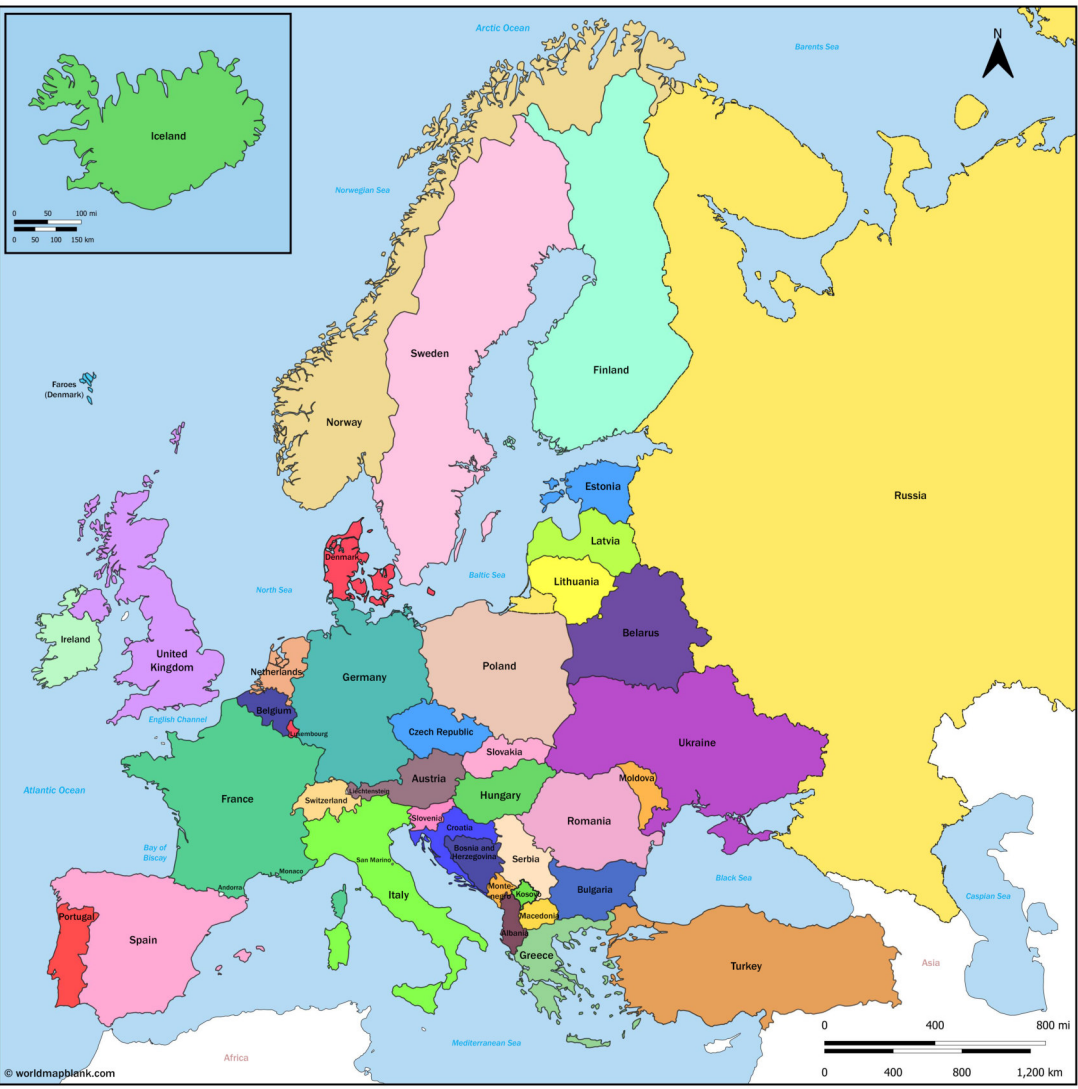 Arctic Ocean
Barents Sea
N
Iceland
0 50 100 mi
0 50 100 150 km
Norwegian Sea
Sweden
Finland
Faroes
(Denmark)
Norway
Russia
Estonia
Latvia
Denmark
Baltic Sea
Lithuania
North Sea
Belarus
Ireland
United
Kingdom
Netherlands
Germany
Poland
Belgium
English Channel
Luxembourg
Czech Republic
Ukraine
Slovakia
Atlantic Ocean
France
Switzerland
Liechtenstein
Austria
Moldova
Hungary
Slovenia
Croatia
Romania
Bay of
Biscay
San Marino
Bosnia and
Herzegovina
Serbia
Monaco
Andorra
Italy
Monte-
negro
Kosovo
Bulgaria
Black Sea
Caspian Sea
Portugal
Spain
Macedonia
Albania
Greece
Turkey
Asia
0 400 800 mi
Mediterranean Sea
Africa
0 400 800 1,200 km
© worldmapblank.com